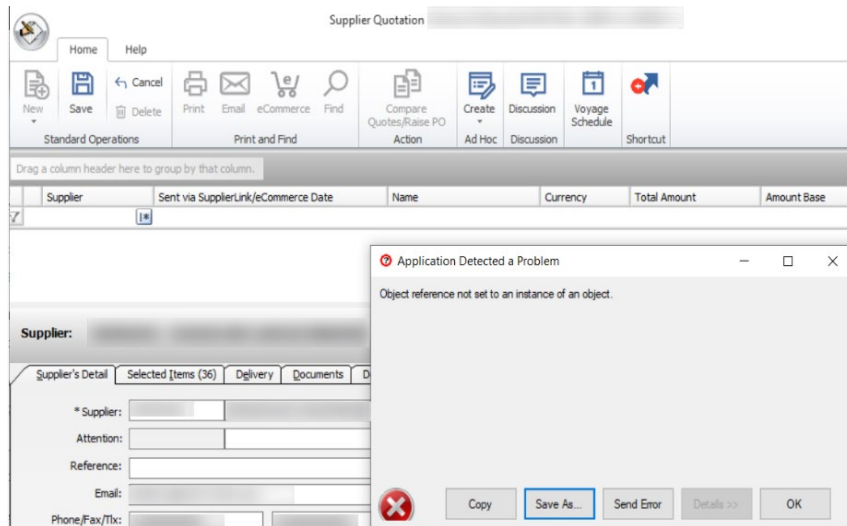 Supplier Quotation
Home Help
New Save Cancel Delete Print Email eCommerce Find Compare Quotes/Raise PO Create Discussion Voyage Schedule
Standard Operations Print and Find Action Ad Hoc Discussion Shortcut
Drag a column header here to group by that column.
Supplier Sent via SupplierLink/eCommerce Date Name Currency Total Amount Amount Base
Application Detected a Problem
Object reference not set to an instance of an object.
Supplier:
Supplier's Detail Selected Items (36) Delivery Documents D
* Supplier:
Attention:
Reference:
Email:
Phone/Fax/Tlx:
Copy Save As... Send Error Details >> OK